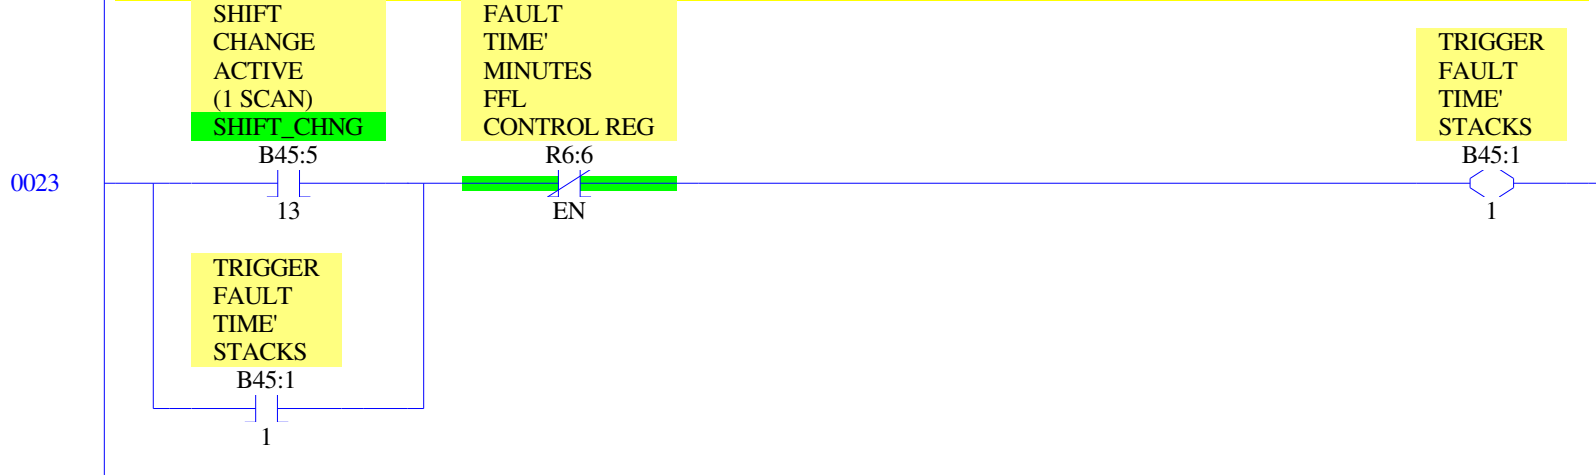 SHIFT
CHANGE
ACTIVE
(1 SCAN)
SHIFT_CHNG
B45:5
13
FAULT
TIME'
MINUTES
FFL
CONTROL REG
R6:6
EN
TRIGGER
FAULT
TIME'
STACKS
B45:1
1
0023
TRIGGER
FAULT
TIME'
STACKS
B45:1
1